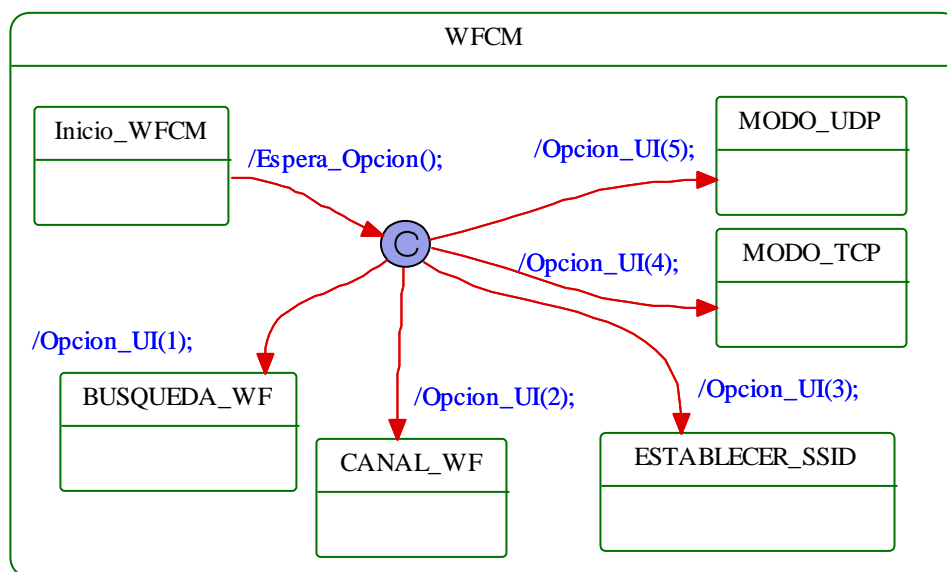 WFCM
Inicio_WFCM
MODO_UDP
/Espera_Opcion();
/Opcion_UI(5);
C
MODO_TCP
/Opcion_UI(4);
/Opcion_UI(1);
BUSQUEDA_WF
/Opcion_UI(2);
/Opcion_UI(3);
CANAL_WF
ESTABLECER_SSID